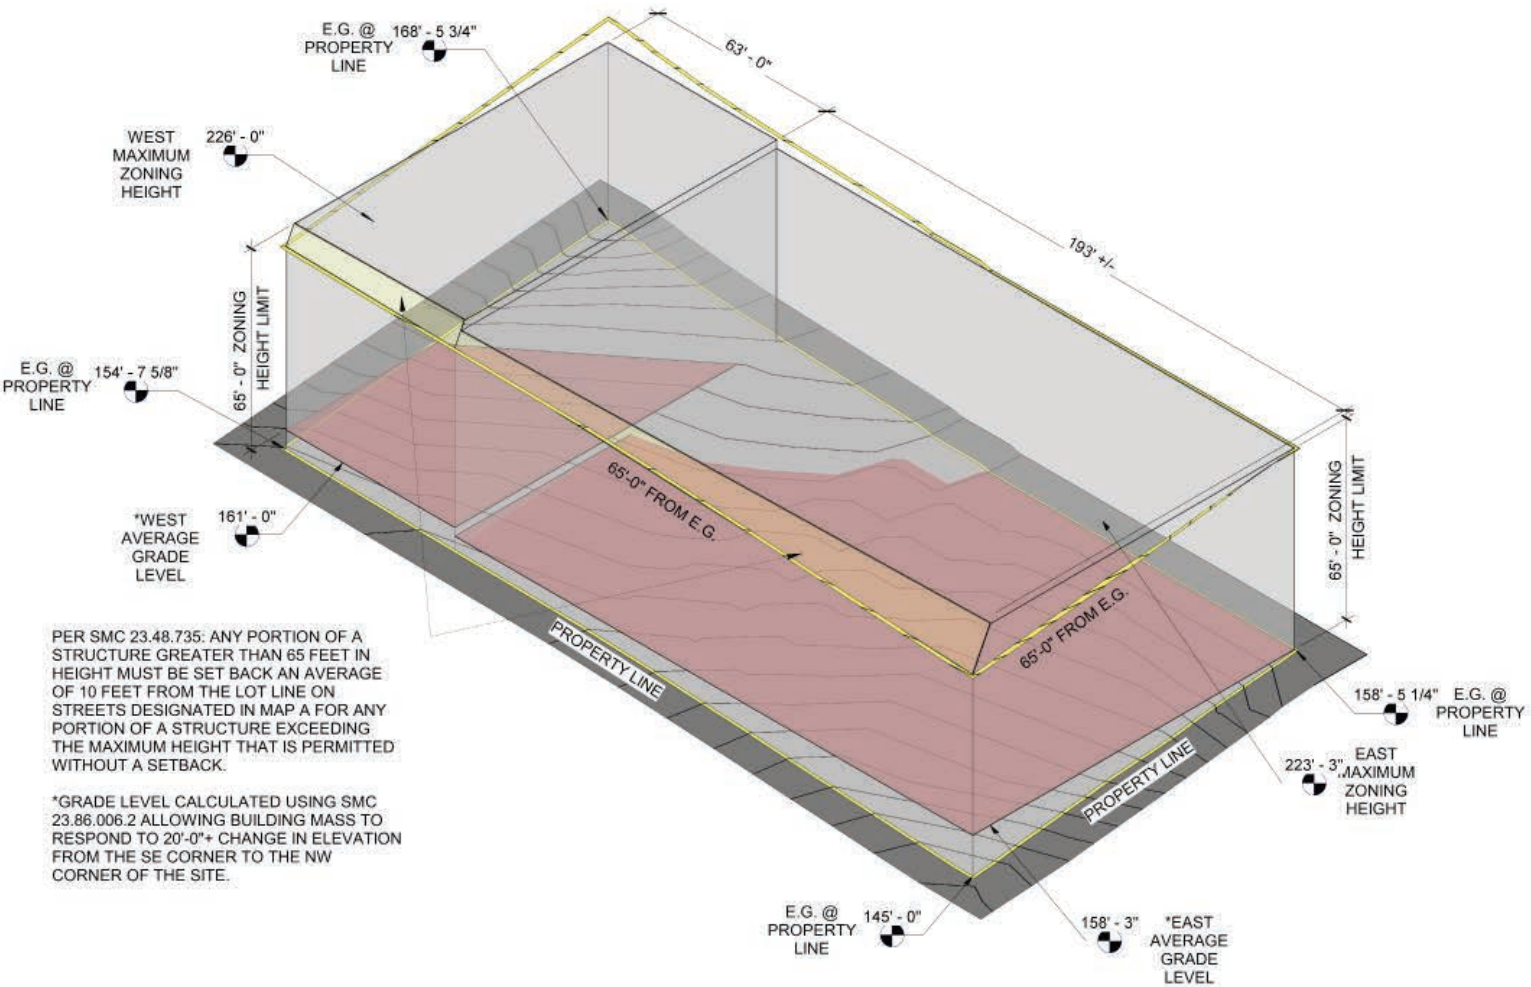 E.G. @
PROPERTY
LINE
168' - 5 3/4"
63' - 0"
WEST
MAXIMUM
ZONING
HEIGHT
226' - 0"
193' +/-
65' - 0" ZONING
HEIGHT LIMIT
E.G. @
PROPERTY
LINE
154' - 7 5/8"
65'-0" FROM E.G.
65'-0" FROM E.G.
65' - 0" ZONING
HEIGHT LIMIT
*WEST
AVERAGE
GRADE
LEVEL
161' - 0"
PROPERTY LINE
PROPERTY LINE
PER SMC 23.48.735: ANY PORTION OF A
STRUCTURE GREATER THAN 65 FEET IN
HEIGHT MUST BE SET BACK AN AVERAGE
OF 10 FEET FROM THE LOT LINE ON
STREETS DESIGNATED IN MAP A FOR ANY
PORTION OF A STRUCTURE EXCEEDING
THE MAXIMUM HEIGHT THAT IS PERMITTED
WITHOUT A SETBACK.
*GRADE LEVEL CALCULATED USING SMC
23.86.006.2 ALLOWING BUILDING MASS TO
RESPOND TO 20'-0"+ CHANGE IN ELEVATION
FROM THE SE CORNER TO THE NW
CORNER OF THE SITE.
158' - 5 1/4"
E.G. @
PROPERTY
LINE
223' - 3"
EAST
MAXIMUM
ZONING
HEIGHT
E.G. @
PROPERTY
LINE
145' - 0"
158' - 3"
*EAST
AVERAGE
GRADE
LEVEL